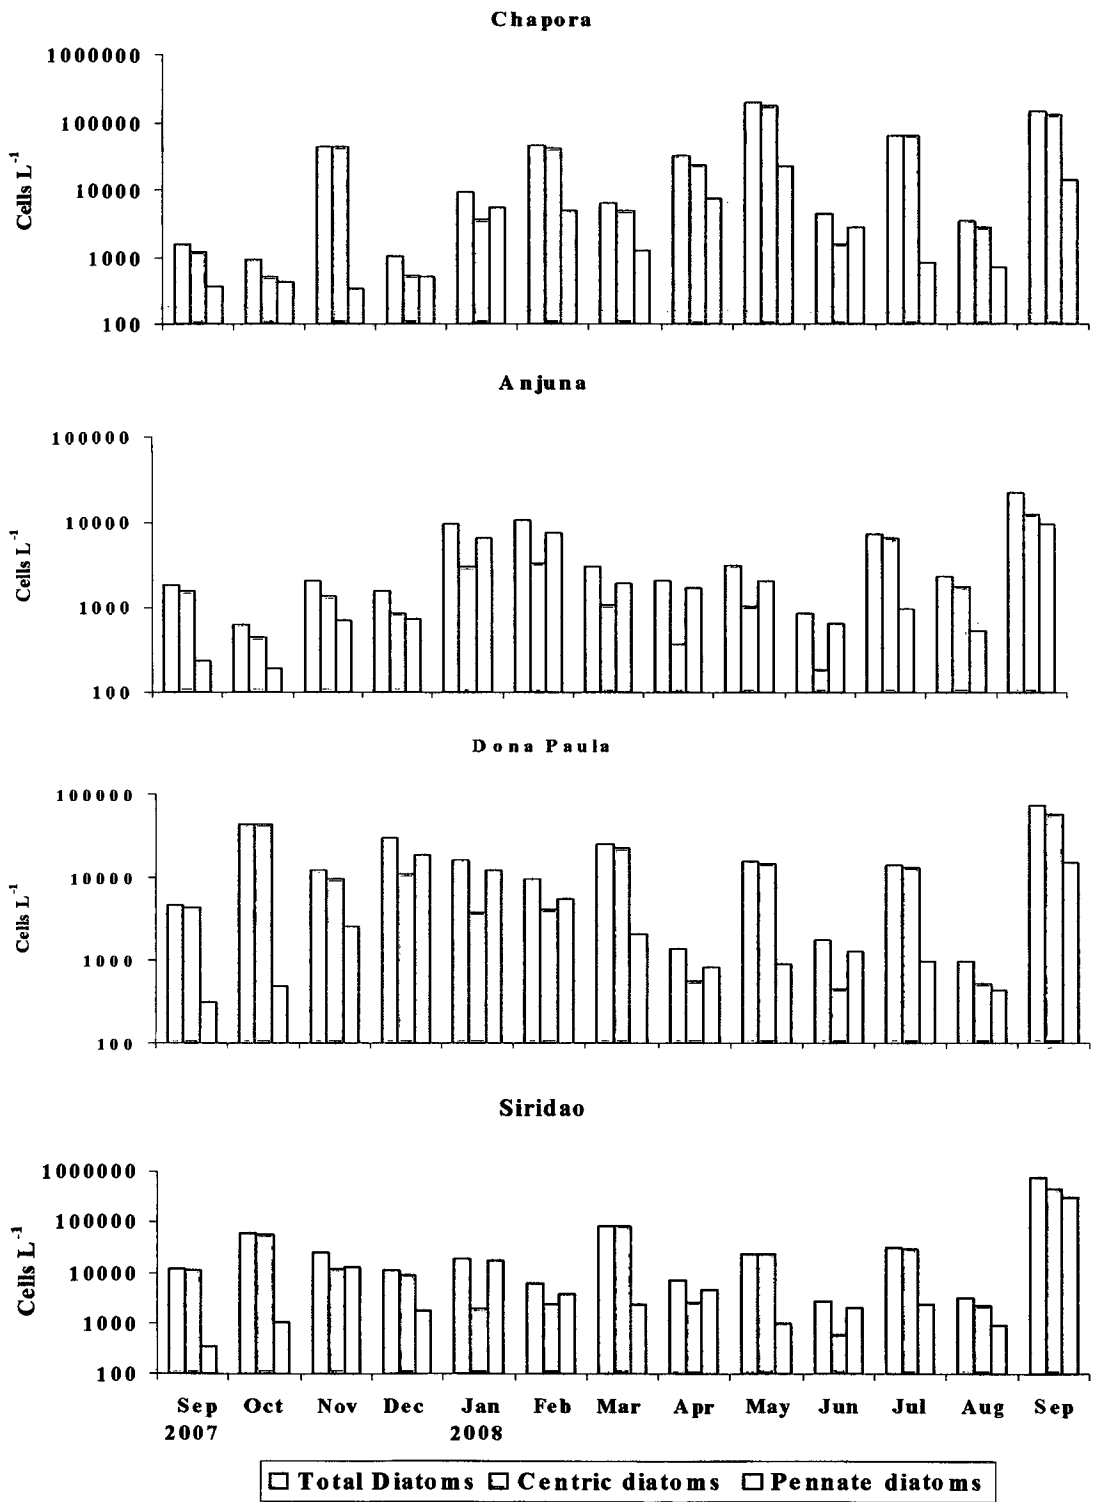 Chapora
1000000
100000
10000
1000
100
Cells L-1
Anjuna
100000
10000
1000
100
Cells L-1
Dona Paula
100000
10000
1000
100
Cells L-1
Siridao
1000000
100000
10000
1000
100
Cells L-1
Sep Oct Nov Dec Jan Feb Mar Apr May Jun Jul Aug Sep
2007 2008
Total Diatoms Centric diatoms Pennate diatoms